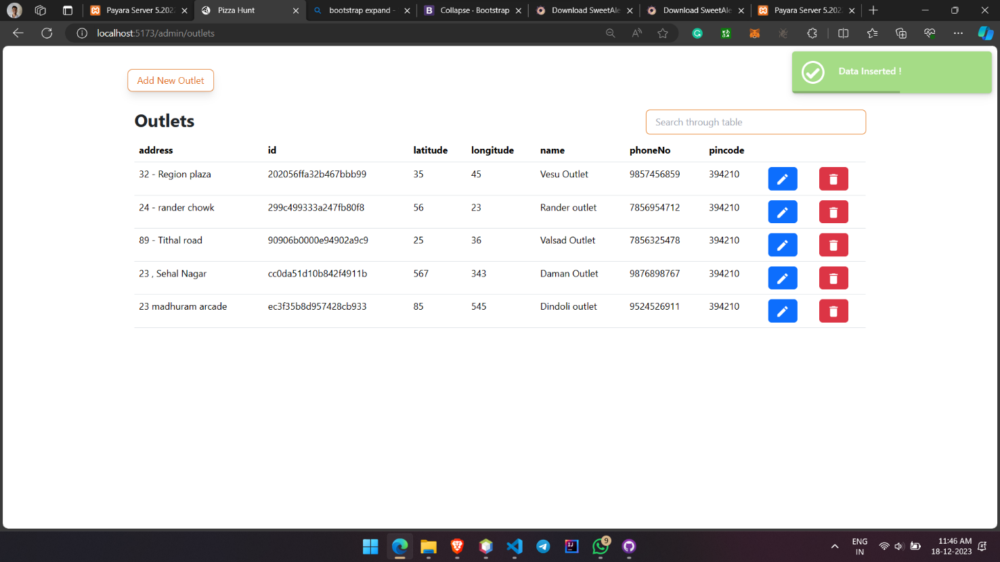 Payara Server 5.202
Pizza Hunt
bootstrap expand -
Collapse · Bootstrap
Download SweetAle
Download SweetAle
Payara Server 5.202
localhost:5173/admin/outlets
Data Inserted !
Add New Outlet
Outlets
Search through table
address id latitude longitude name phoneNo pincode
32 - Region plaza 202056ffa32b467bbb99 35 45 Vesu Outlet 9857456859 394210
24 - rander chowk 299c499333a247fb80f8 56 23 Rander outlet 7856954712 394210
89 - Tithal road 90906b0000e94902a9c9 25 36 Valsad Outlet 7856325478 394210
23 , Sehal Nagar cc0da51d10b842f4911b 567 343 Daman Outlet 9876898767 394210
23 madhuram arcade ec3f35b8d957428cb933 85 545 Dindoli outlet 9524526911 394210
9
ENG
IN
11:46 AM
18-12-2023